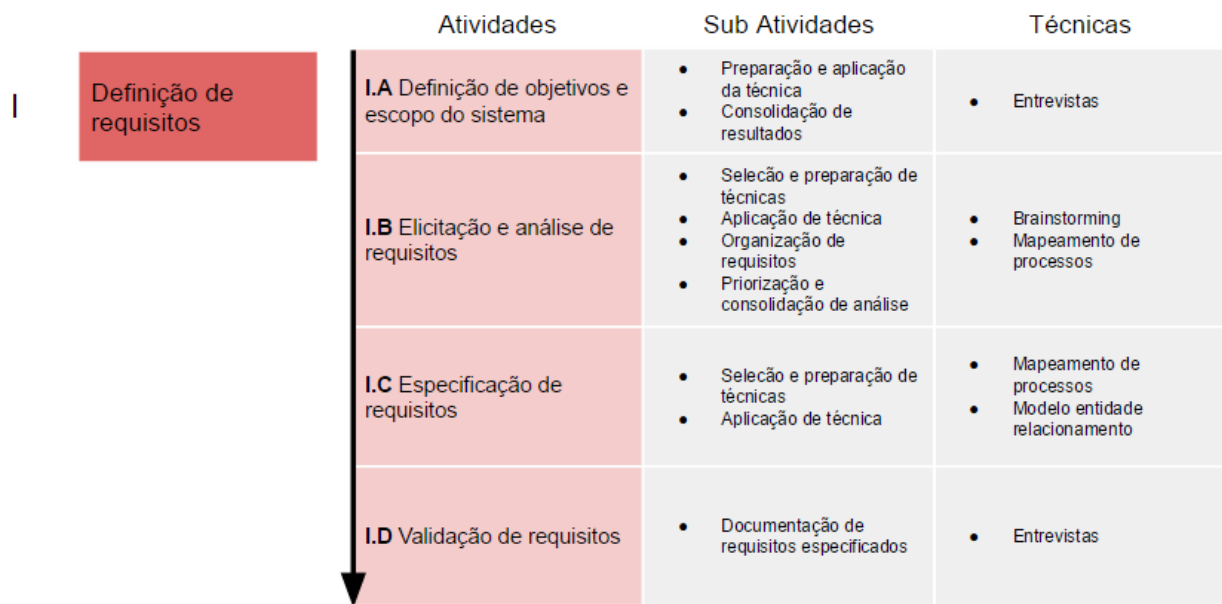 Atividades
Sub Atividades
Técnicas
I
Definição de
requisitos
I.A Definição de objetivos e
escopo do sistema
● Preparação e aplicação
da técnica
● Consolidação de
resultados
● Entrevistas
I.B Elicitação e análise de
requisitos
● Selecão e preparação de
técnicas
● Aplicação de técnica
● Organização de
requisitos
● Priorização e
consolidação de análise
● Brainstorming
● Mapeamento de
processos
I.C Especificação de
requisitos
● Selecão e preparação de
técnicas
● Aplicação de técnica
● Mapeamento de
processos
● Modelo entidade
relacionamento
I.D Validação de requisitos
● Documentação de
requisitos especificados
● Entrevistas